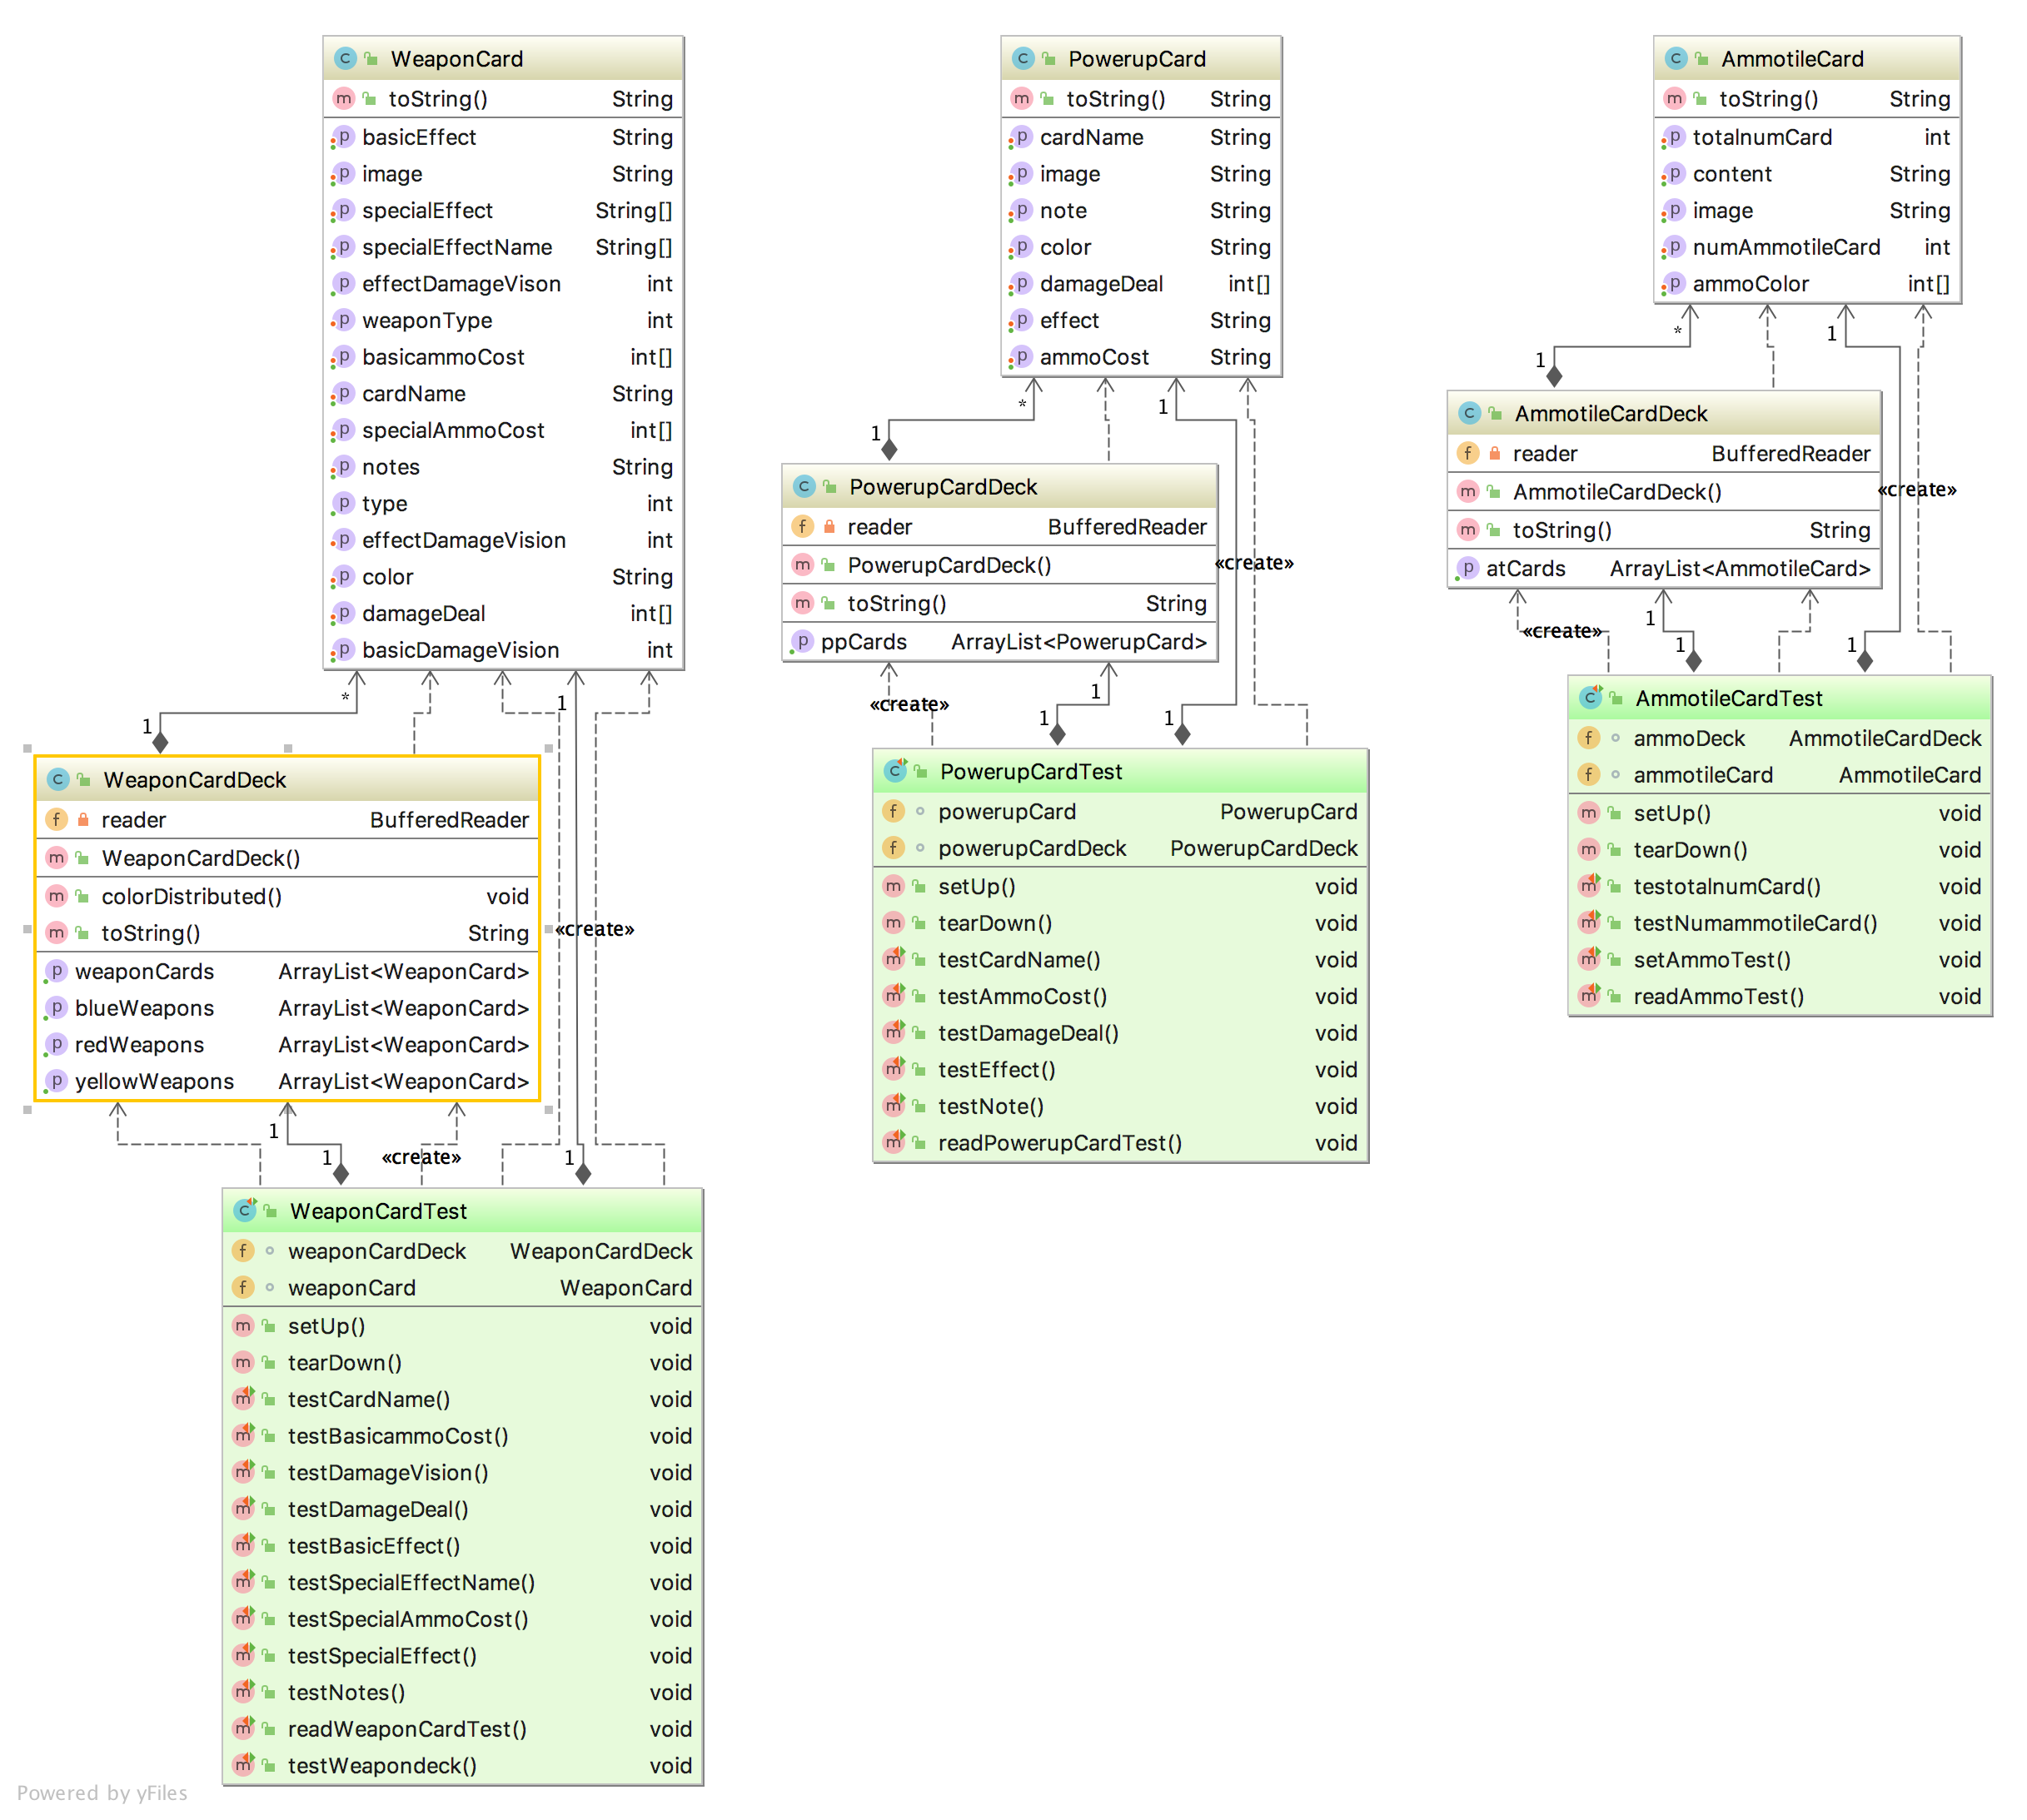 WeaponCard
toString() String
basicEffect String
image String
specialEffect String[]
specialEffectName String[]
effectDamageVison int
weaponType int
basicammoCost int[]
cardName String
specialAmmoCost int[]
notes String
type int
effectDamageVision int
color String
damageDeal int[]
basicDamageVision int
* 1
1
WeaponCardDeck
reader BufferedReader
WeaponCardDeck()
colorDistributed() void
toString() String
weaponCards ArrayList<WeaponCard>
blueWeapons ArrayList<WeaponCard>
redWeapons ArrayList<WeaponCard>
yellowWeapons ArrayList<WeaponCard>
«create»
1
1 «create» 1
WeaponCardTest
weaponCardDeck WeaponCardDeck
weaponCard WeaponCard
setUp() void
tearDown() void
testCardName() void
testBasicammoCost() void
testDamageVision() void
testDamageDeal() void
testBasicEffect() void
testSpecialEffectName() void
testSpecialAmmoCost() void
testSpecialEffect() void
testNotes() void
readWeaponCardTest() void
testWeapondeck() void
PowerupCard
toString() String
cardName String
image String
note String
color String
damageDeal int[]
effect String
ammoCost String
* 1
1
PowerupCardDeck
reader BufferedReader
PowerupCardDeck()
toString() String
ppCards ArrayList<PowerupCard>
«create»
1
«create»
1 1
PowerupCardTest
powerupCard PowerupCard
powerupCardDeck PowerupCardDeck
setUp() void
tearDown() void
testCardName() void
testAmmoCost() void
testDamageDeal() void
testEffect() void
testNote() void
readPowerupCardTest() void
AmmotileCard
toString() String
totalnumCard int
content String
image String
numAmmotileCard int
ammoColor int[]
* 1
1
AmmotileCardDeck
reader BufferedReader
AmmotileCardDeck()
toString() String
atCards ArrayList<AmmotileCard>
«create»
1
«create»
1 1
AmmotileCardTest
ammoDeck AmmotileCardDeck
ammotileCard AmmotileCard
setUp() void
tearDown() void
testotalnumCard() void
testNumammotileCard() void
setAmmoTest() void
readAmmoTest() void
Powered by yFiles